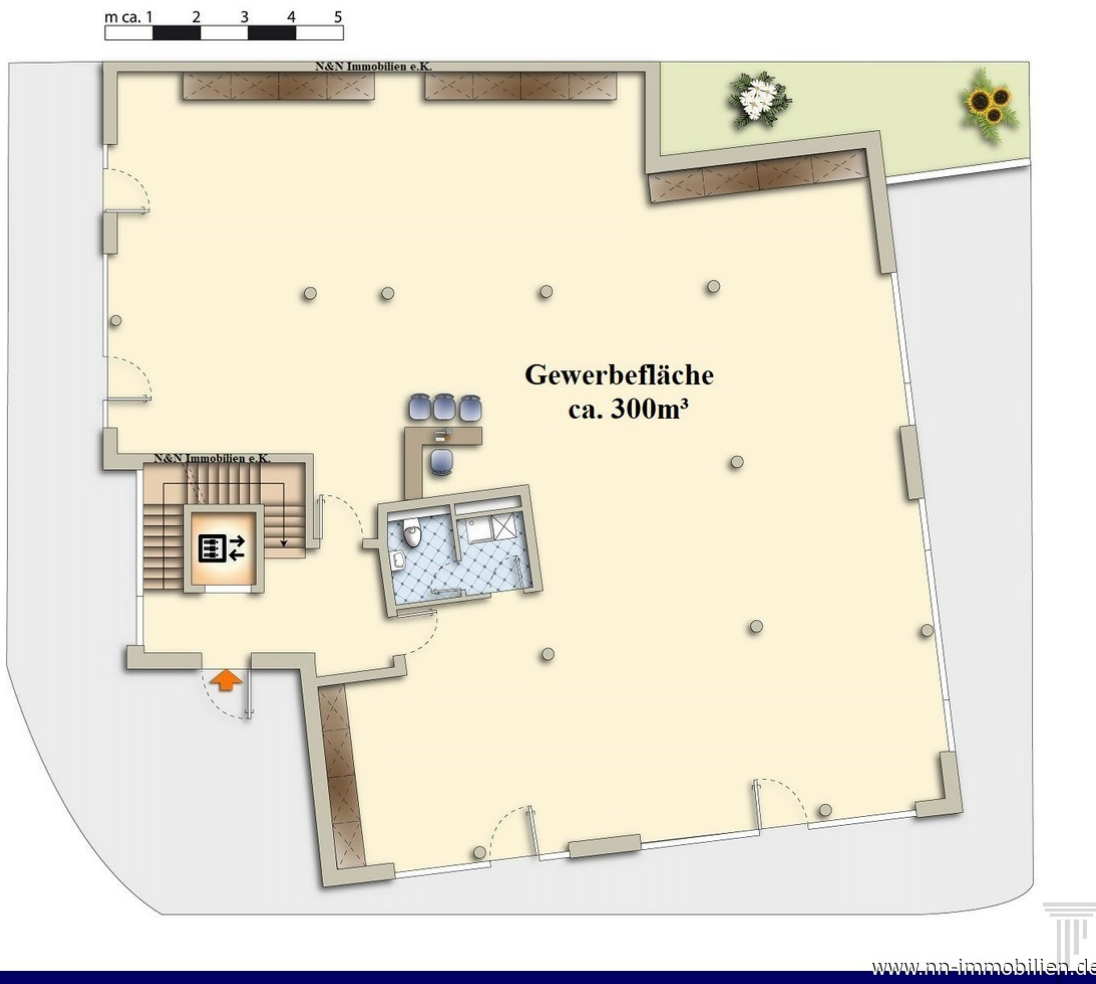 m ca. 1 2 3 4 5
N&N Immobilien e.K.
Gewerbefläche
ca. 300m³
N&N Immobilien e.K.
www.nn-immobilien.de